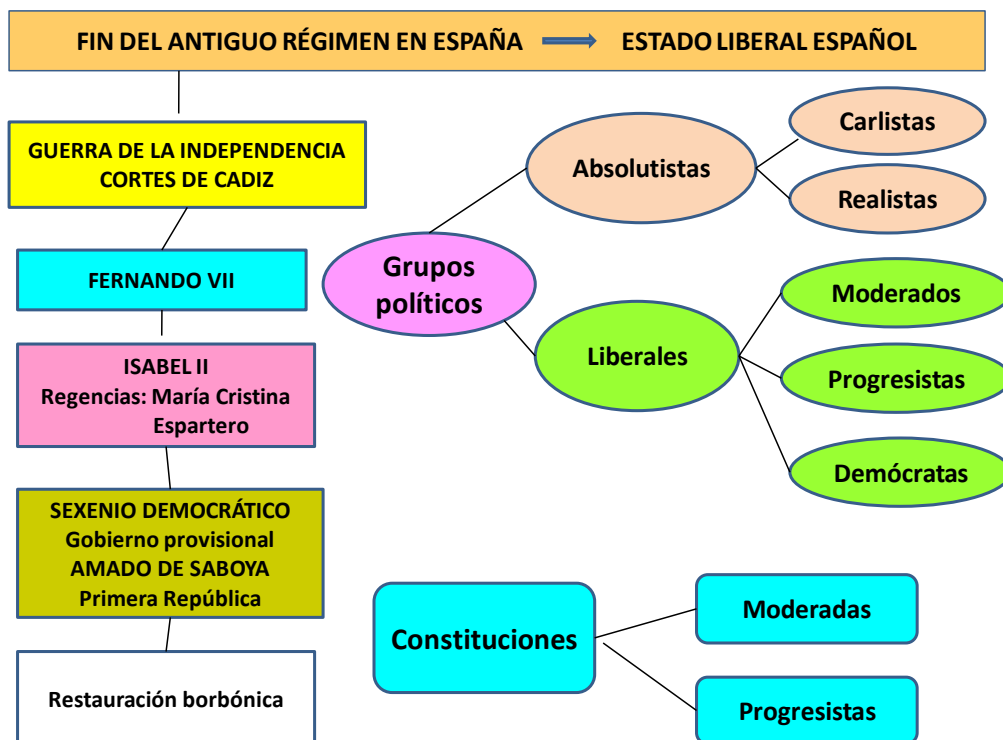 FIN DEL ANTIGUO RÉGIMEN EN ESPAÑA ESTADO LIBERAL ESPAÑOL
GUERRA DE LA INDEPENDENCIA
CORTES DE CADIZ
FERNANDO VII
ISABEL II
Regencias: María Cristina
Espartero
SEXENIO DEMOCRÁTICO
Gobierno provisional
AMADO DE SABOYA
Primera República
Restauración borbónica
Grupos
políticos
Absolutistas
Carlistas
Realistas
Liberales
Moderados
Progresistas
Demócratas
Constituciones
Moderadas
Progresistas